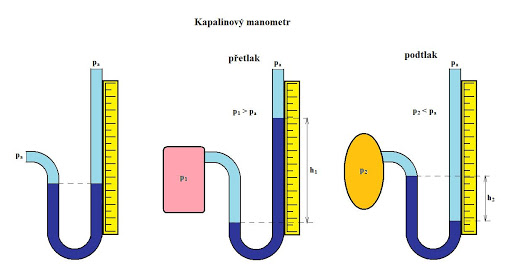 Kapalinový manometr
přetlak
podtlak
pa
pa
pa
p1 > pa
p2 < pa
pa
p1
p2
h1
h2